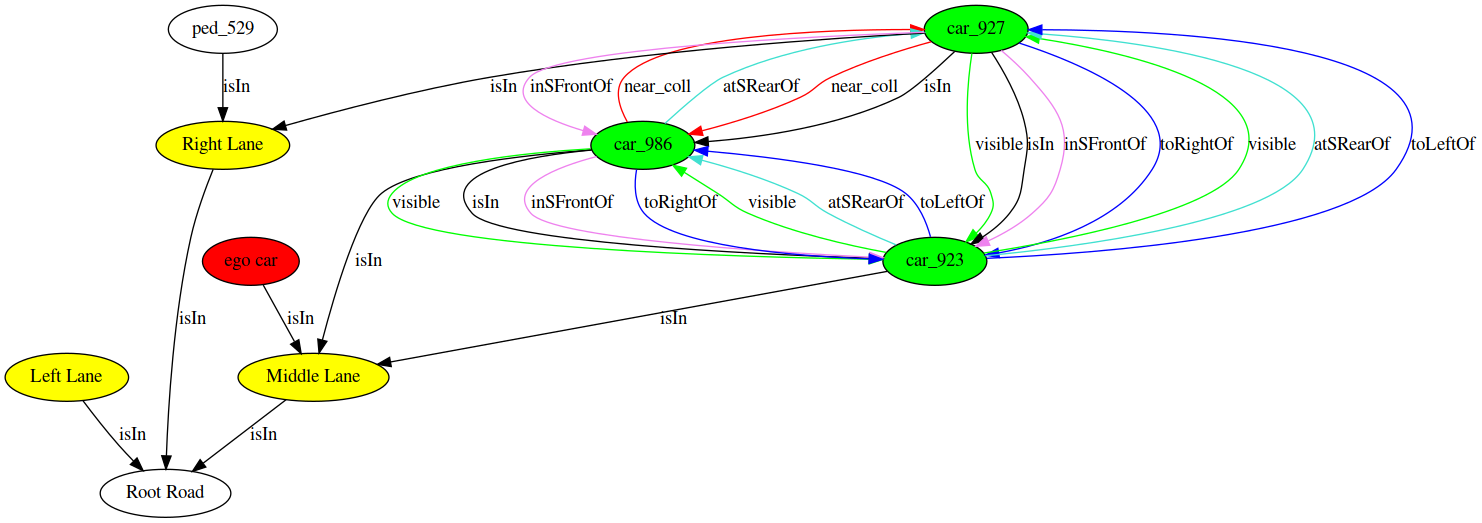 ped_529 car_927
isIn isIn inSFrontOf near_coll atSRearOf near_coll isIn
Right Lane car_986 visible isIn inSFrontOf toRightOf visible atSRearOf toLeftOf
visible isIn inSFrontOf toRightOf visible atSRearOf toLeftOf
ego car isIn car_923
isIn isIn isIn
Left Lane Middle Lane
isIn isIn
Root Road